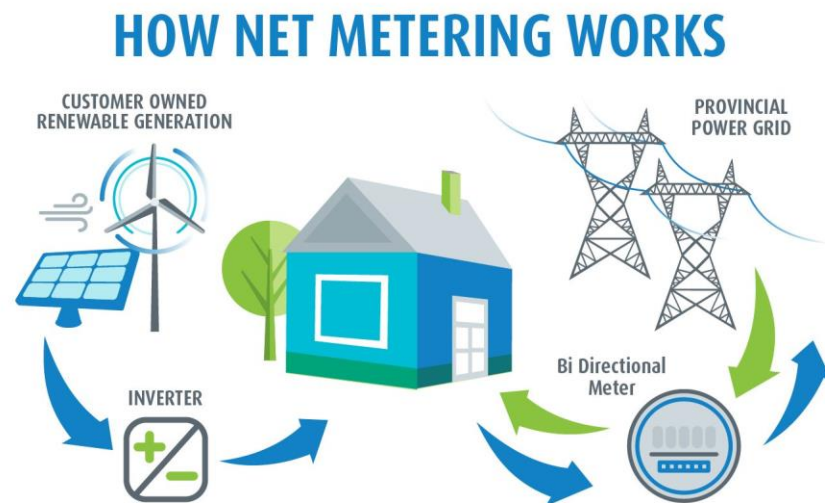 HOW NET METERING WORKS
CUSTOMER OWNED
RENEWABLE GENERATION
PROVINCIAL
POWER GRID
Bi Directional
Meter
INVERTER